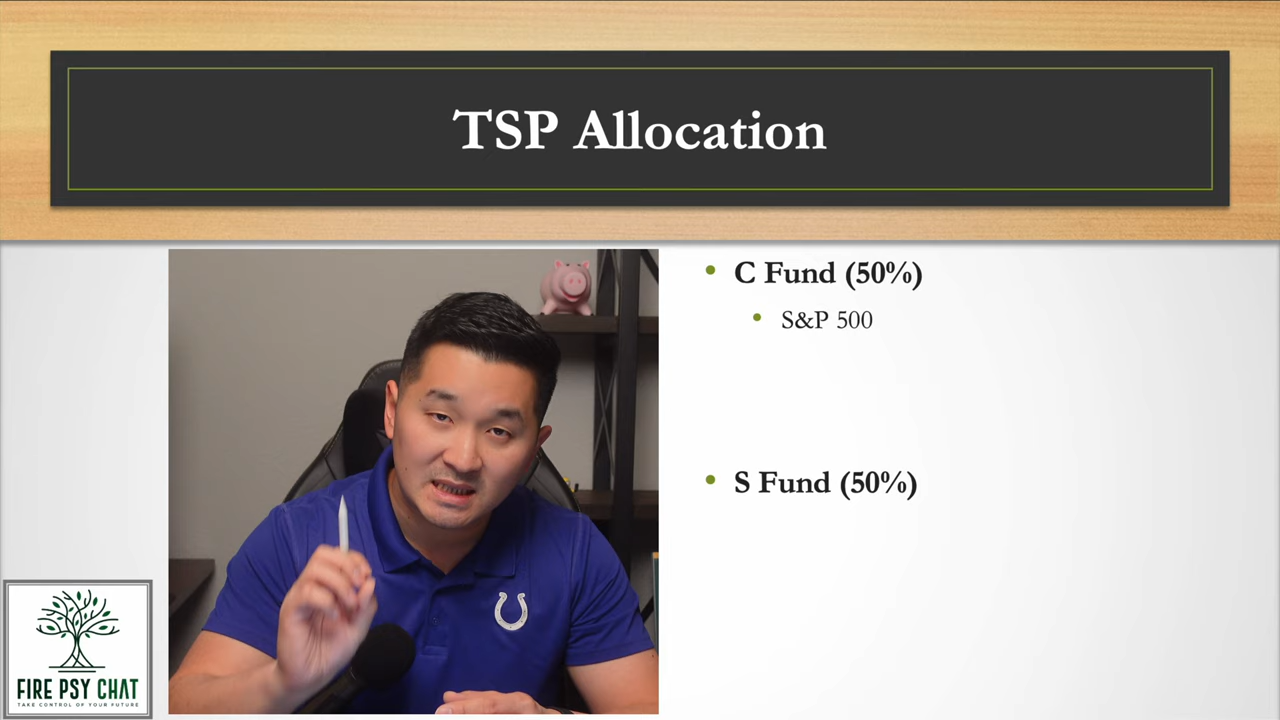 TSP Allocation
C Fund (50%)
S&P 500
S Fund (50%)
FIRE PSY CHAT
TAKE CONTROL OF YOUR FUTURE